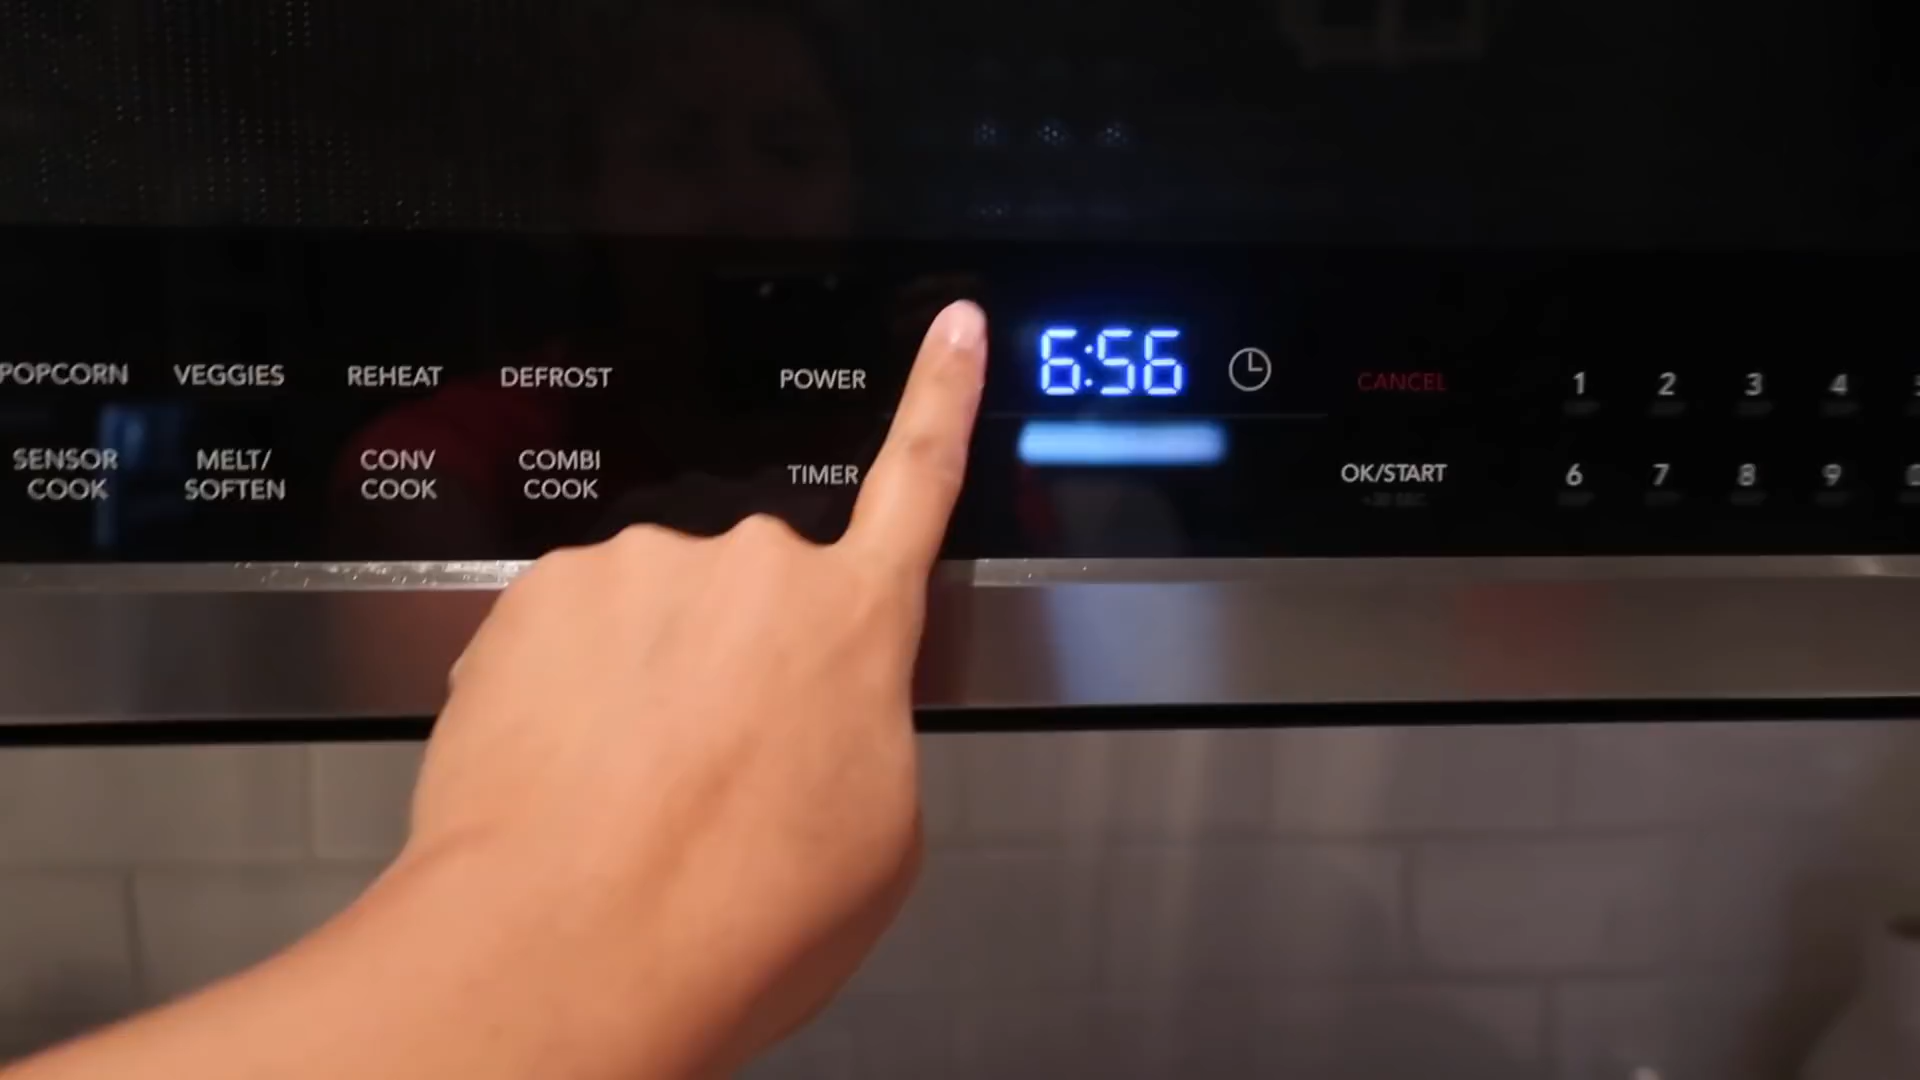 POPCORN VEGGIES REHEAT DEFROST POWER 6:56 CANCEL 1 2 3 4
SENSOR COOK MELT/ SOFTEN CONV COOK COMBI COOK TIMER OK/START 6 7 8 9